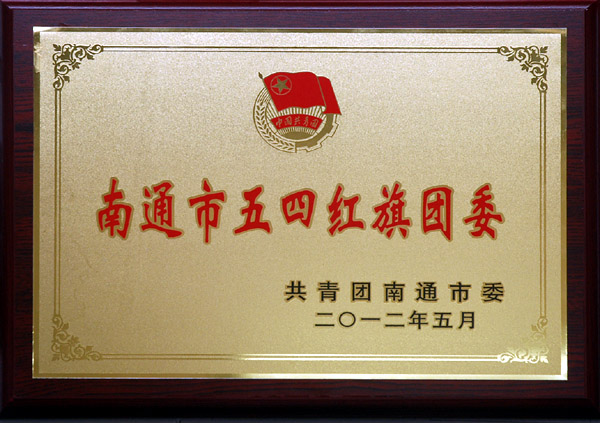 中国共青团
南通市五四红旗团委
共青团南通市委
二〇一二年五月